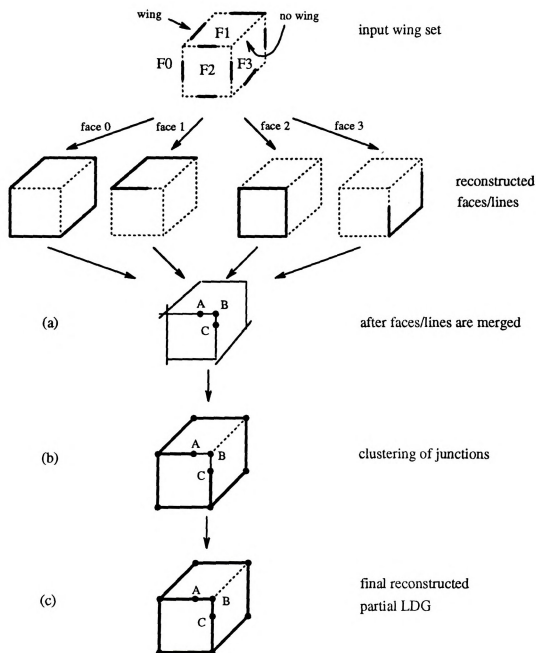 wing
no wing
input wing set
F1
F0
F2
F3
face 0
face 1
face 2
face 3
reconstructed
faces/lines
A
B
C
(a)
after faces/lines are merged
A
B
C
(b)
clustering of junctions
A
B
C
(c)
final reconstructed
partial LDG